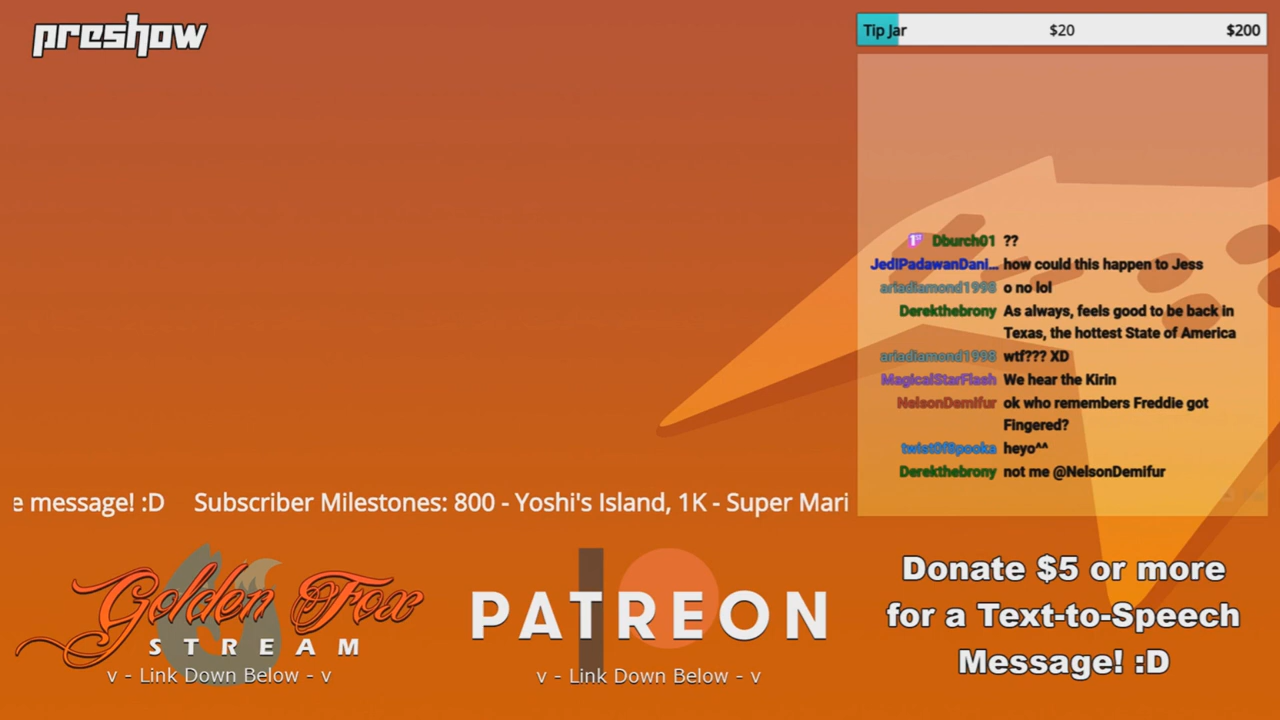 preshow
Tip Jar $20 $200
Dburch01 ??
JediPadawanDani... how could this happen to Jess
ariadiamond1998 o no lol
Derekthebrony As always, feels good to be back in
Texas, the hottest State of America
ariadiamond1998 wtf??? XD
MagicalStarFlash We hear the Kirin
NelsonDemifur ok who remembers Freddie got
Fingered?
twist0f8pooka heyo^^
Derekthebrony not me @NelsonDemifur
e message! :D Subscriber Milestones: 800 - Yoshi's Island, 1K - Super Mari
Golden Fox
STREAM
v - Link Down Below - v
PATREON
v - Link Down Below - v
Donate $5 or more
for a Text-to-Speech
Message! :D